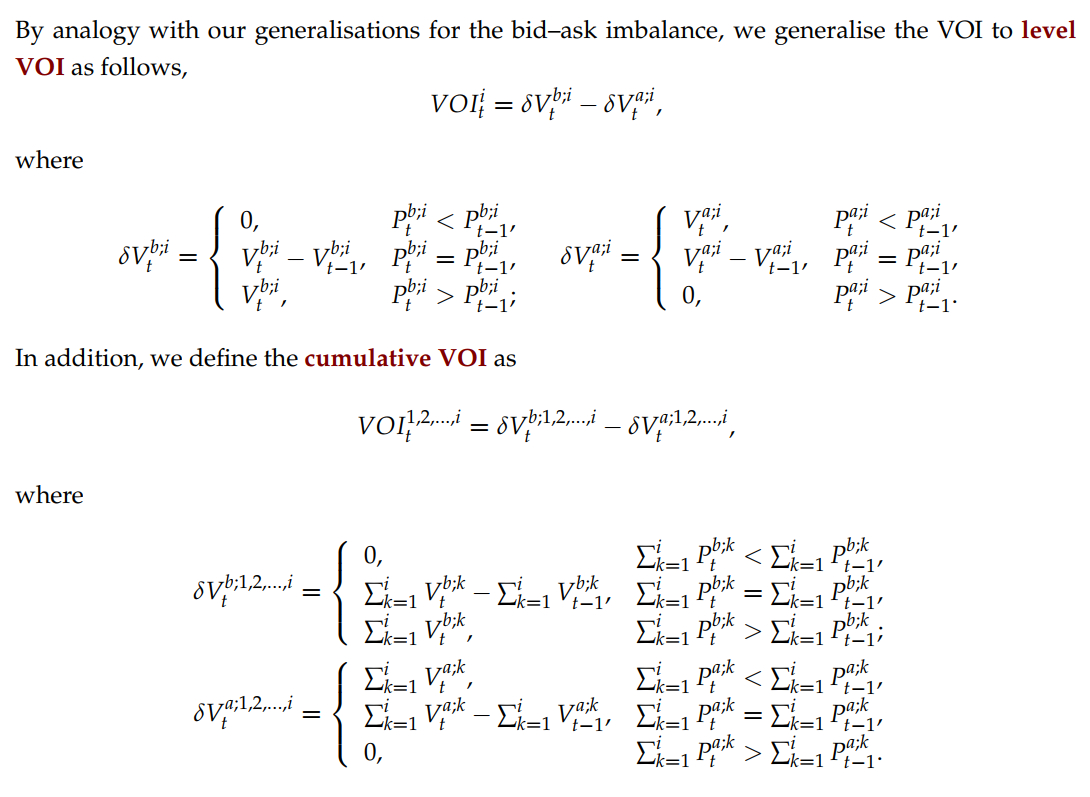 By analogy with our generalisations for the bid–ask imbalance, we generalise the VOI to level
VOI as follows,
$VOI_t^i = \delta V_t^{b;i} - \delta V_t^{a;i},$
where
$\delta V_t^{b;i} = \begin{cases} 0, & P_t^{b;i} < P_{t-1}^{b;i}, \\ V_t^{b;i} - V_{t-1}^{b;i}, & P_t^{b;i} = P_{t-1}^{b;i}, \\ V_t^{b;i}, & P_t^{b;i} > P_{t-1}^{b;i}; \end{cases} \quad \delta V_t^{a;i} = \begin{cases} V_t^{a;i}, & P_t^{a;i} < P_{t-1}^{a;i}, \\ V_t^{a;i} - V_{t-1}^{a;i}, & P_t^{a;i} = P_{t-1}^{a;i}, \\ 0, & P_t^{a;i} > P_{t-1}^{a;i}. \end{cases}$
In addition, we define the cumulative VOI as
$VOI_t^{1,2,\ldots,i} = \delta V_t^{b;1,2,\ldots,i} - \delta V_t^{a;1,2,\ldots,i},$
where
$\delta V_t^{b;1,2,\ldots,i} = \begin{cases} 0, & \sum_{k=1}^i P_t^{b;k} < \sum_{k=1}^i P_{t-1}^{b;k}, \\ \sum_{k=1}^i V_t^{b;k} - \sum_{k=1}^i V_{t-1}^{b;k}, & \sum_{k=1}^i P_t^{b;k} = \sum_{k=1}^i P_{t-1}^{b;k}, \\ \sum_{k=1}^i V_t^{b;k}, & \sum_{k=1}^i P_t^{b;k} > \sum_{k=1}^i P_{t-1}^{b;k}; \end{cases}$
$\delta V_t^{a;1,2,\ldots,i} = \begin{cases} \sum_{k=1}^i V_t^{a;k}, & \sum_{k=1}^i P_t^{a;k} < \sum_{k=1}^i P_{t-1}^{a;k}, \\ \sum_{k=1}^i V_t^{a;k} - \sum_{k=1}^i V_{t-1}^{a;k}, & \sum_{k=1}^i P_t^{a;k} = \sum_{k=1}^i P_{t-1}^{a;k}, \\ 0, & \sum_{k=1}^i P_t^{a;k} > \sum_{k=1}^i P_{t-1}^{a;k}. \end{cases}$